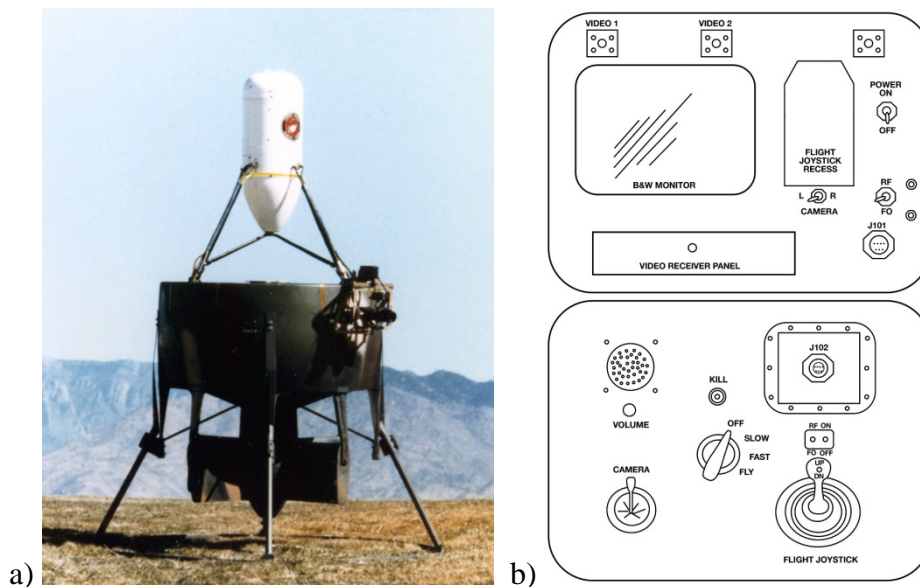 VIDEO 1
VIDEO 2
POWER
ON
OFF
FLIGHT
JOYSTICK
RECESS
B&W MONITOR
L R
CAMERA
RF
FO
J101
VIDEO RECEIVER PANEL
J102
KILL
VOLUME
OFF
SLOW
FAST
FLY
RF ON
FO OFF
UP
DN
CAMERA
FLIGHT JOYSTICK
a)
b)